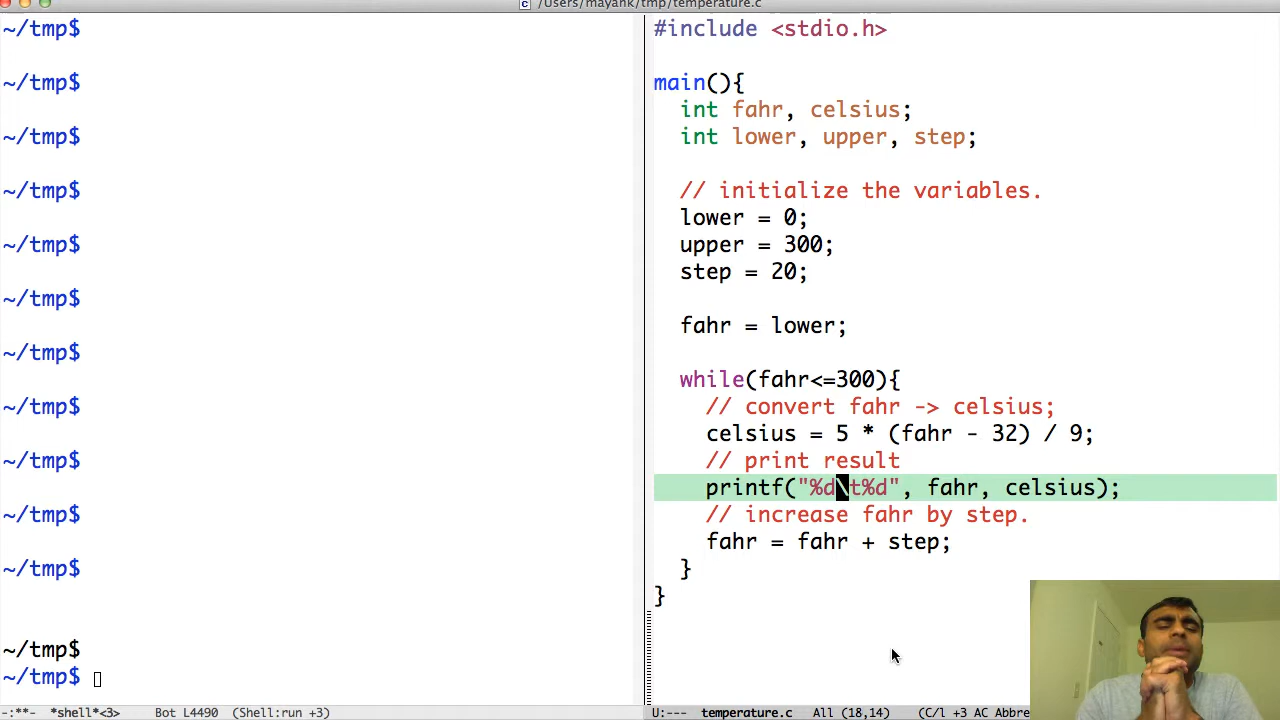 /Users/mayank/tmp/temperature.c
~/tmp$
~/tmp$
~/tmp$
~/tmp$
~/tmp$
~/tmp$
~/tmp$
~/tmp$
~/tmp$
~/tmp$
~/tmp$
~/tmp$
~/tmp$
-:**-  *shell*<3>  Bot L4490  (Shell:run +3)
#include <stdio.h>
main(){
int fahr, celsius;
int lower, upper, step;
// initialize the variables.
lower = 0;
upper = 300;
step = 20;
fahr = lower;
while(fahr<=300){
// convert fahr -> celsius;
celsius = 5 * (fahr - 32) / 9;
// print result
printf("%d\t%d", fahr, celsius);
// increase fahr by step.
fahr = fahr + step;
}
}
U:---  temperature.c  All (18,14)  (C/l +3 AC Abbre